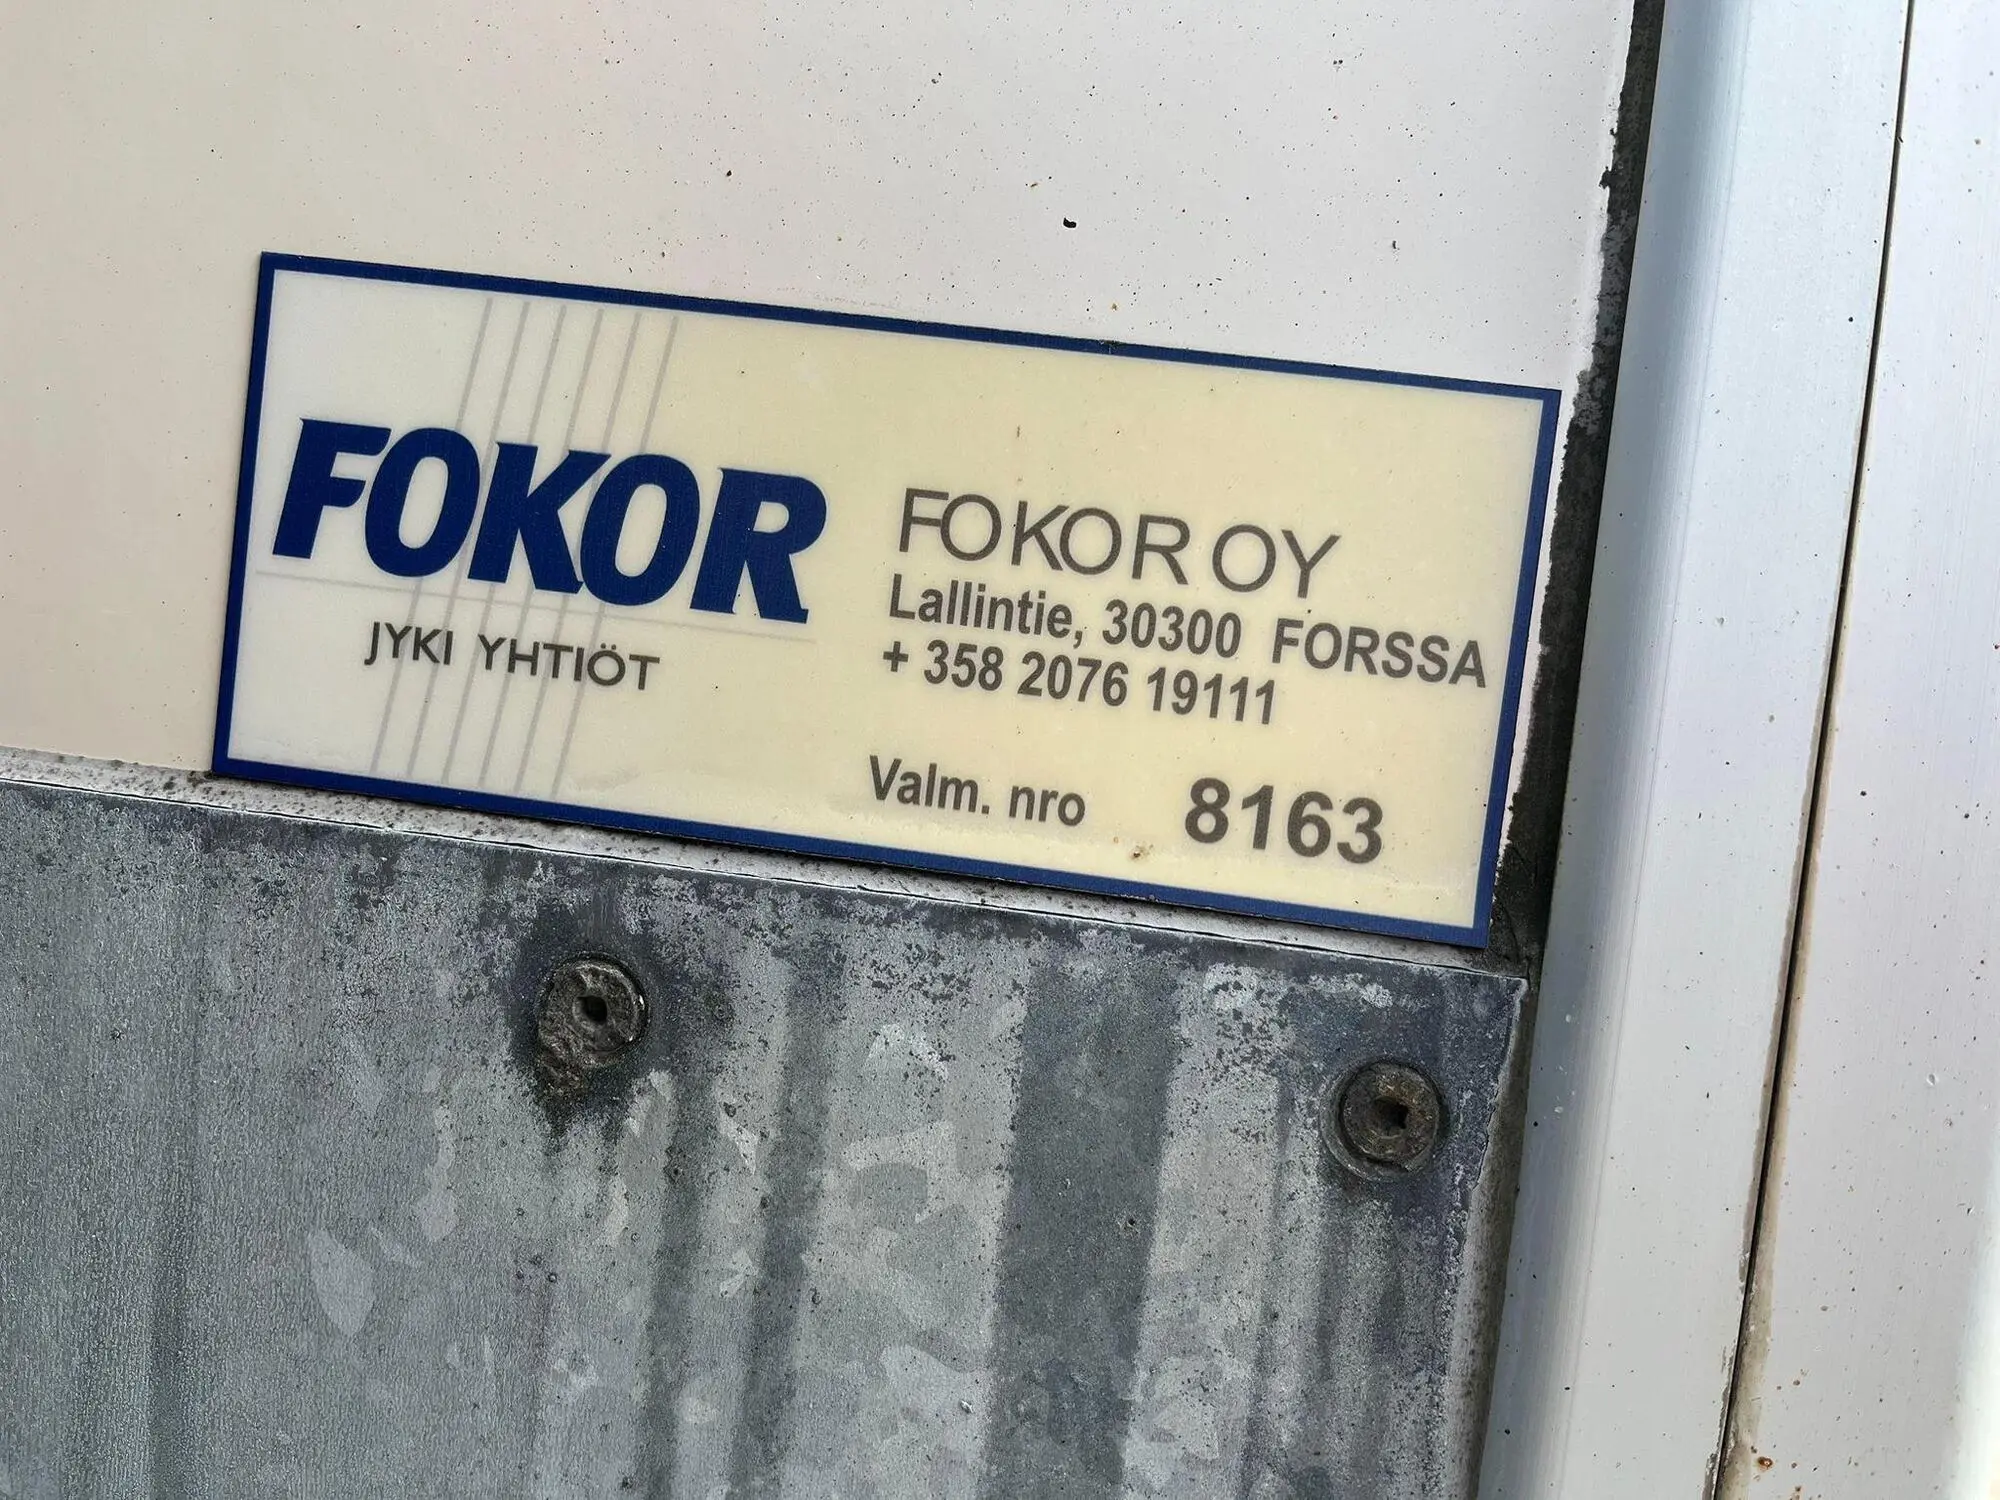 FOKOR
JYKI YHTIÖT
FOKOR OY
Lallintie, 30300 FORSSA
+ 358 2076 19111
Valm. nro 8163